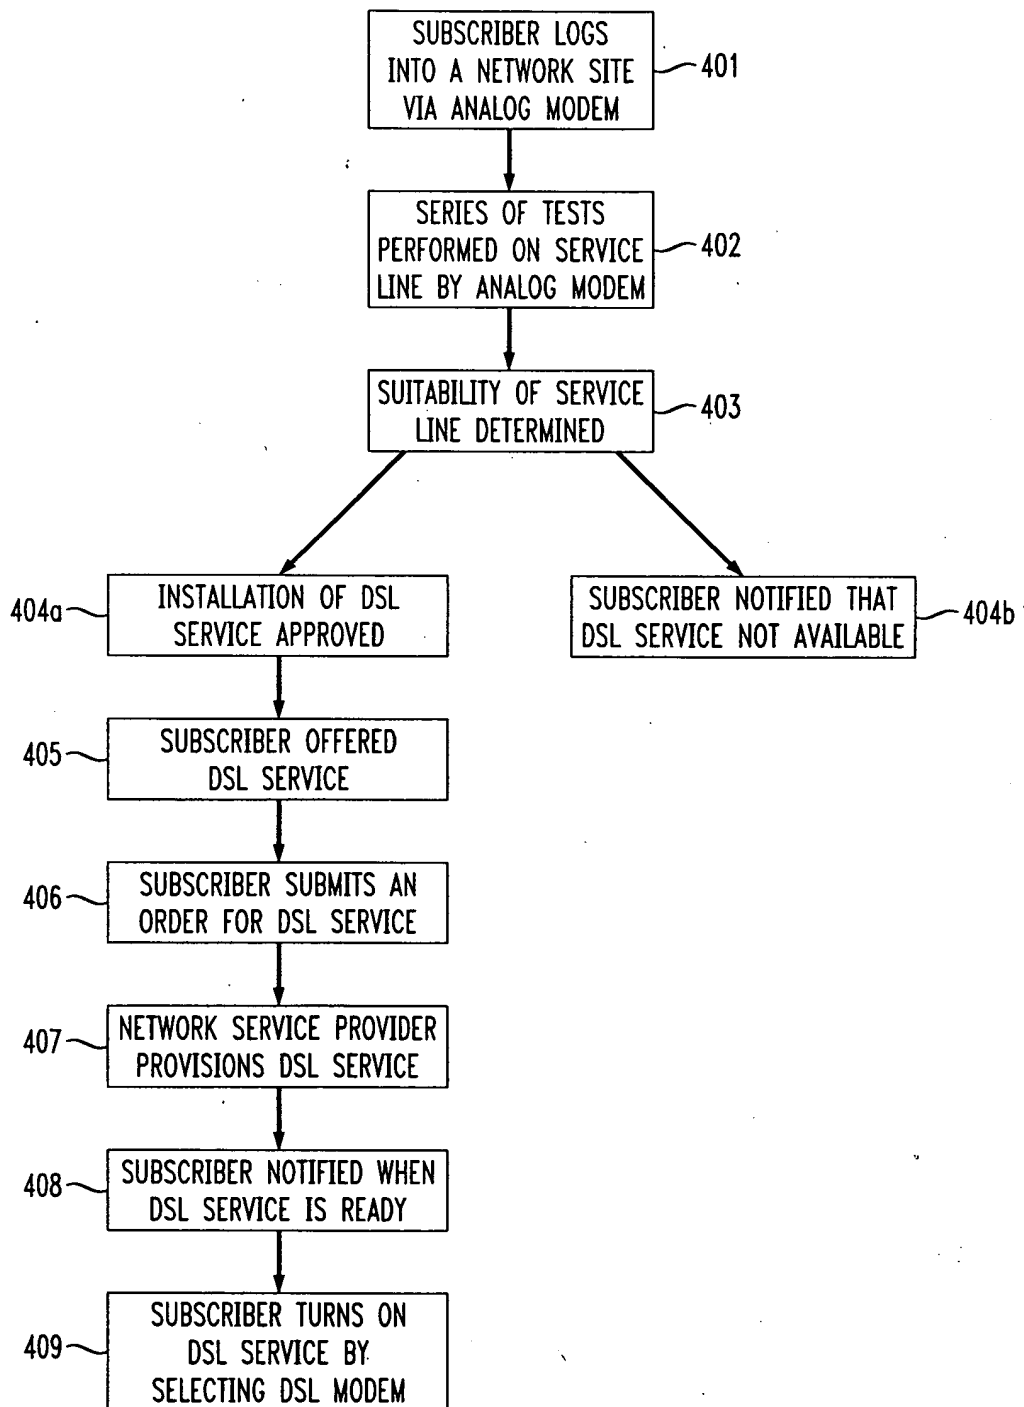 SUBSCRIBER LOGS
INTO A NETWORK SITE
VIA ANALOG MODEM
401
SERIES OF TESTS
PERFORMED ON SERVICE
LINE BY ANALOG MODEM
402
SUITABILITY OF SERVICE
LINE DETERMINED
403
404a
INSTALLATION OF DSL
SERVICE APPROVED
SUBSCRIBER NOTIFIED THAT
DSL SERVICE NOT AVAILABLE
404b
405
SUBSCRIBER OFFERED
DSL SERVICE
406
SUBSCRIBER SUBMITS AN
ORDER FOR DSL SERVICE
407
NETWORK SERVICE PROVIDER
PROVISIONS DSL SERVICE
408
SUBSCRIBER NOTIFIED WHEN
DSL SERVICE IS READY
409
SUBSCRIBER TURNS ON
DSL SERVICE BY
SELECTING DSL MODEM